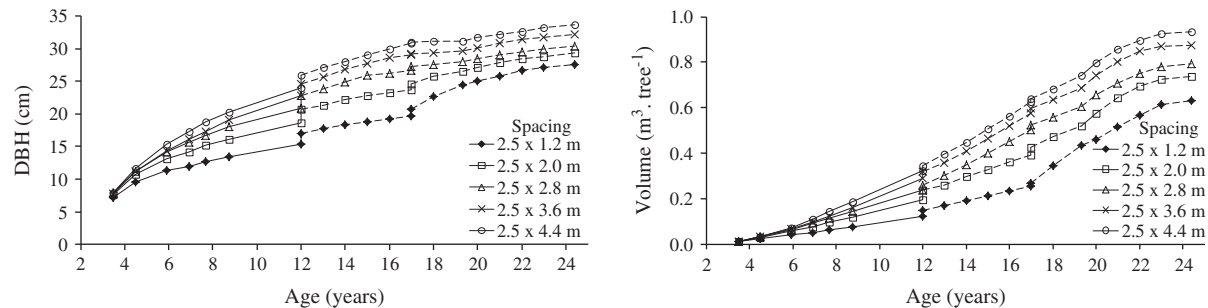 DBH (cm)
35
30
25
20
15
10
5
0
2 4 6 8 10 12 14 16 18 20 22 24
Age (years)
Spacing
2.5 x 1.2 m
2.5 x 2.0 m
2.5 x 2.8 m
2.5 x 3.6 m
2.5 x 4.4 m
Volume (m³. tree⁻¹)
1.0
0.8
0.6
0.4
0.2
0.0
2 4 6 8 10 12 14 16 18 20 22 24
Age (years)
Spacing
2.5 x 1.2 m
2.5 x 2.0 m
2.5 x 2.8 m
2.5 x 3.6 m
2.5 x 4.4 m